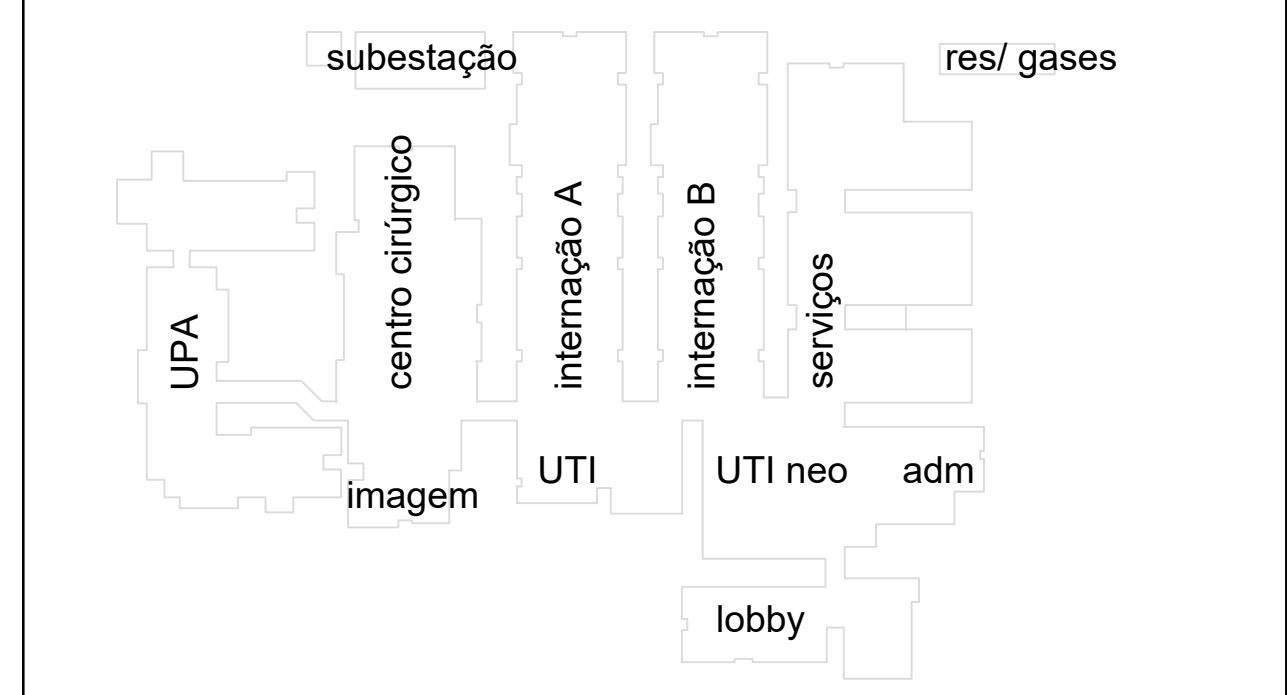 subestação
res/ gases
UPA
centro cirúrgico
internação A
internação B
serviços
imagem
UTI
UTI neo
adm
lobby